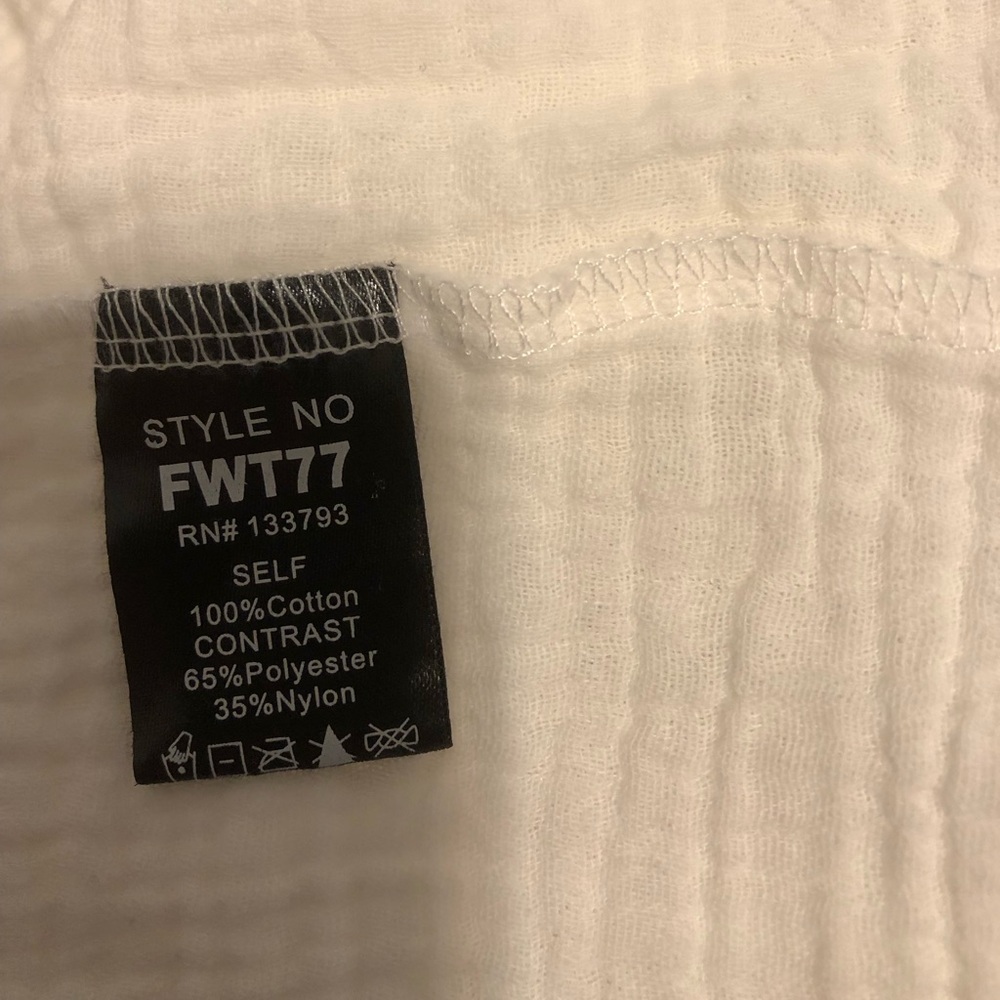 STYLE NO
FWT77
RN# 133793
SELF
100%Cotton
CONTRAST
65%Polyester
35%Nylon